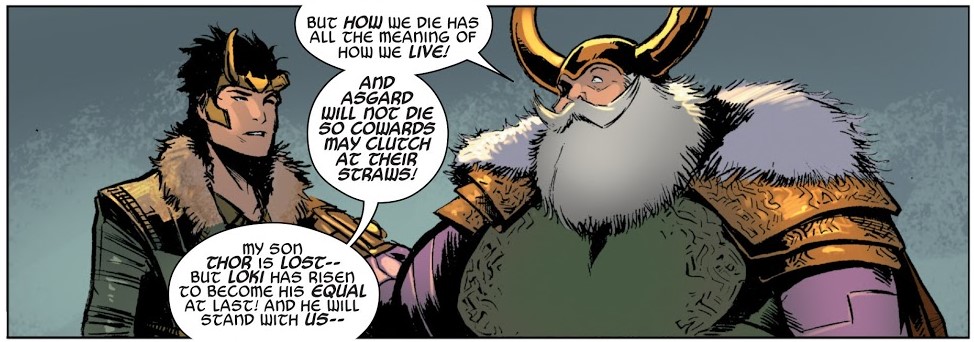 BUT HOW WE DIE HAS
ALL THE MEANING OF
HOW WE LIVE!
AND
ASGARD
WILL NOT DIE
SO COWARDS
MAY CLUTCH
AT THEIR
STRAWS!
MY SON
THOR IS LOST--
BUT LOKI HAS RISEN
TO BECOME HIS EQUAL
AT LAST! AND HE WILL
STAND WITH US--